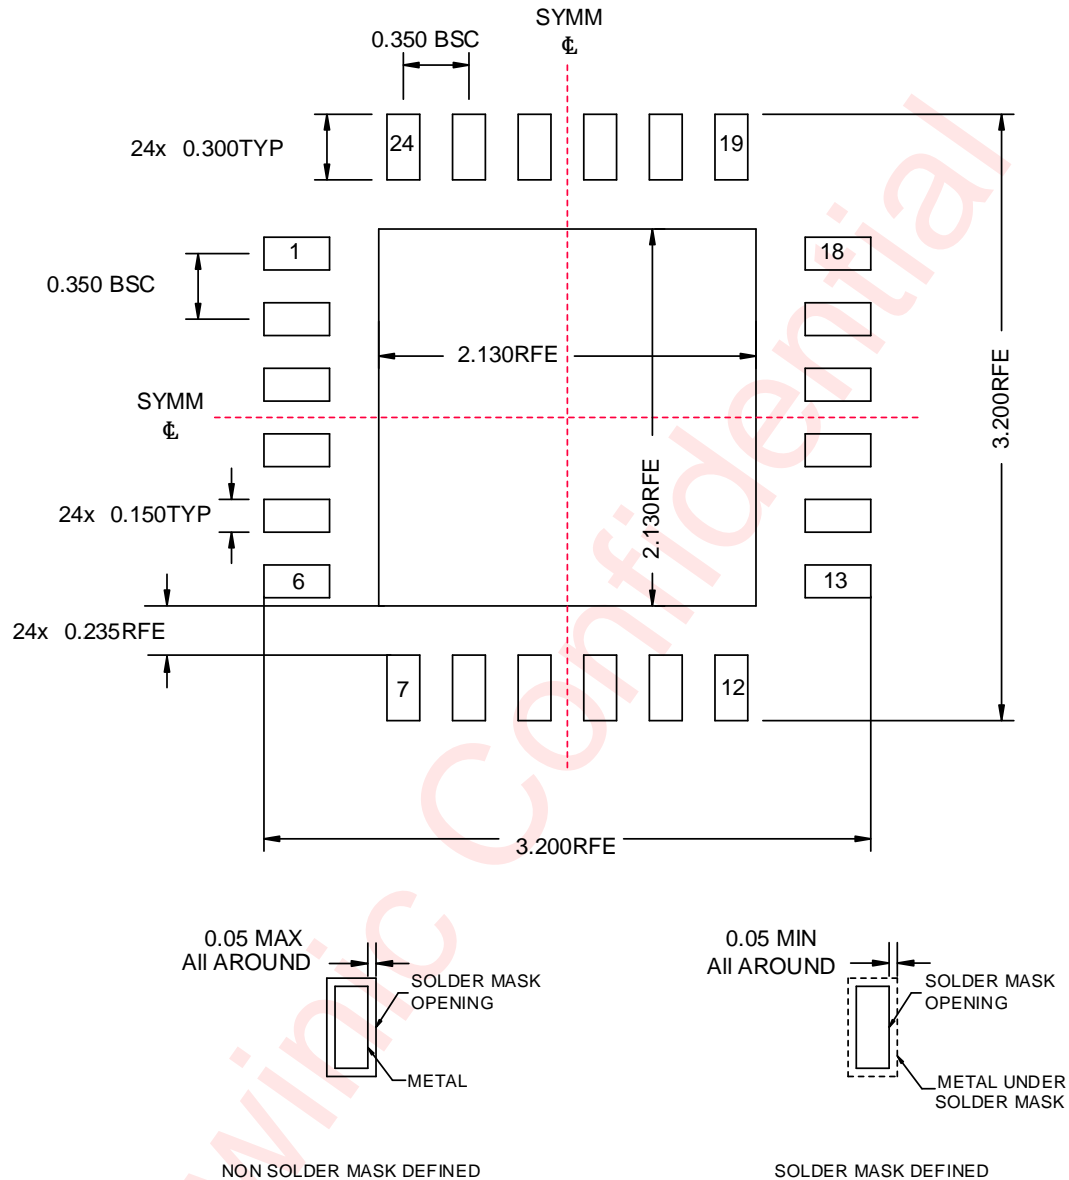 SYMM
℄
0.350 BSC
24x 0.300TYP
24
19
1
18
0.350 BSC
2.130RFE
3.200RFE
SYMM
℄
2.130RFE
24x 0.150TYP
6
13
24x 0.235RFE
7
12
3.200RFE
0.05 MAX
All AROUND
SOLDER MASK
OPENING
METAL
0.05 MIN
All AROUND
SOLDER MASK
OPENING
METAL UNDER
SOLDER MASK
NON SOLDER MASK DEFINED
SOLDER MASK DEFINED
winic Confidential